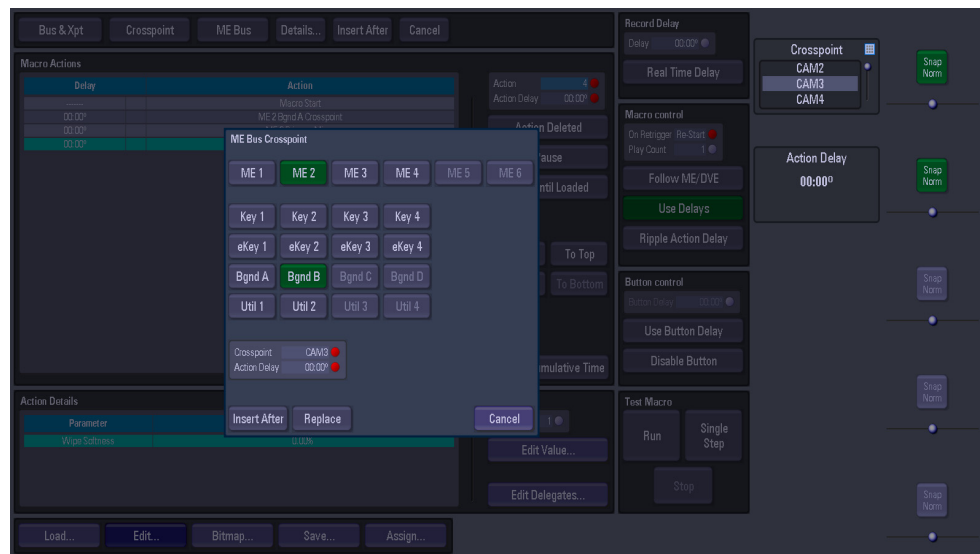 Bus & Xpt Crosspoint ME Bus Details... Insert After Cancel
Macro Actions
Delay Action
Macro Start
00:00⁰ ME 2 Bgnd A Crosspoint
00:00⁰
00:00⁰
Action 4
Action Delay 00:00⁰
Action Deleted
Pause
Until Loaded
To Top
To Bottom
mulative Time
ME Bus Crosspoint
ME 1 ME 2 ME 3 ME 4 ME 5 ME 6
Key 1 Key 2 Key 3 Key 4
eKey 1 eKey 2 eKey 3 eKey 4
Bgnd A Bgnd B Bgnd C Bgnd D
Util 1 Util 2 Util 3 Util 4
Crosspoint CAM3
Action Delay 00:00⁰
Insert After Replace Cancel
Action Details
Parameter
Wipe Softness 0.00%
1
Edit Value...
Edit Delegates...
Load... Edit... Bitmap... Save... Assign...
Record Delay
Delay 00:00⁰
Real Time Delay
Macro control
On Retrigger Re-Start
Play Count 1
Follow ME/DVE
Use Delays
Ripple Action Delay
Button control
Button Delay 00:00⁰
Use Button Delay
Disable Button
Test Macro
Run Single Step
Stop
Crosspoint
CAM2
CAM3
CAM4
Action Delay
00:00⁰
Snap Norm
Snap Norm
Snap Norm
Snap Norm
Snap Norm